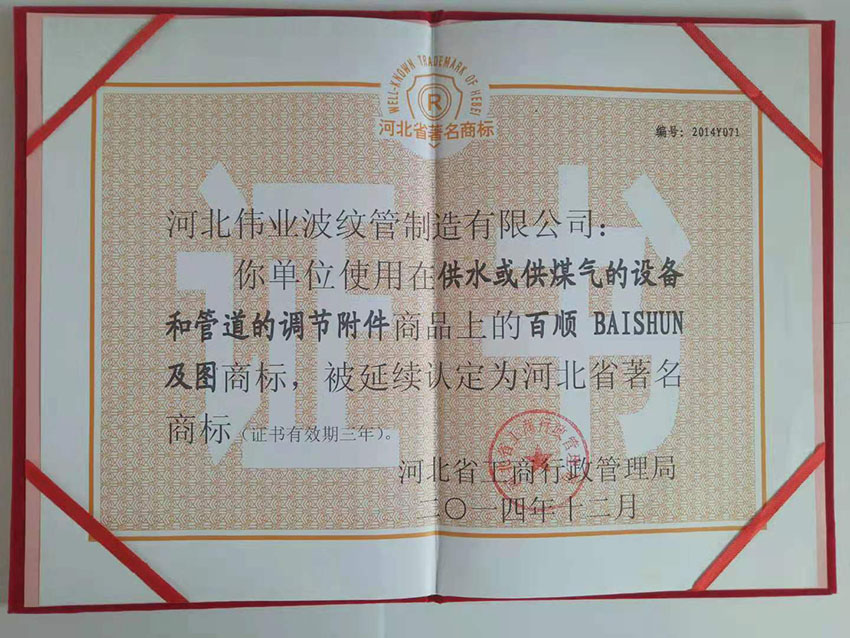 WELL-KNOWN TRADEMARK OF HEBEI
R
河北省著名商标
编号：2014Y071
证书
河北伟业波纹管制造有限公司：
你单位使用在供水或供煤气的设备
和管道的调节附件商品上的百顺 BAISHUN
及图商标，被延续认定为河北省著名
商标（证书有效期三年）。
河北省工商行政管理局
二〇一四年十二月